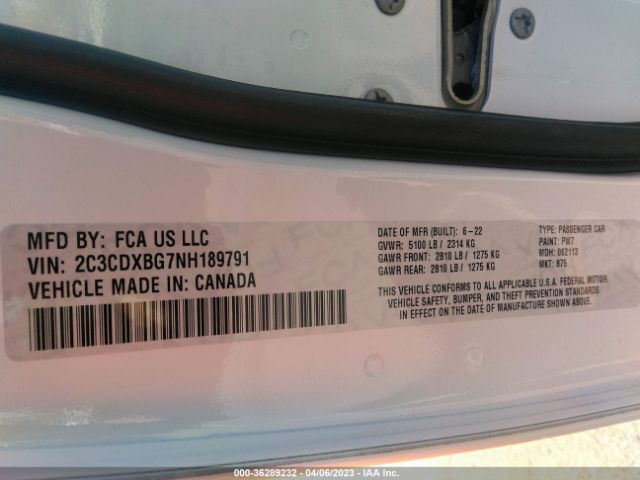 MFD BY: FCA US LLC
VIN: 2C3CDXBG7NH189791
VEHICLE MADE IN: CANADA
DATE OF MFR (BUILT): 6-22
GVWR: 5100 LB / 2314 KG
GAWR FRONT: 2810 LB / 1275 KG
GAWR REAR: 2810 LB / 1275 KG
TYPE: PASSENGER CAR
PAINT: PW7
MDH: 062113
MKT: 875
THIS VEHICLE CONFORMS TO ALL APPLICABLE U.S.A. FEDERAL MOTOR
VEHICLE SAFETY, BUMPER, AND THEFT PREVENTION STANDARDS
IN EFFECT ON THE DATE OF MANUFACTURE SHOWN ABOVE.
000-36289232 - 04/06/2023 - IAA Inc.